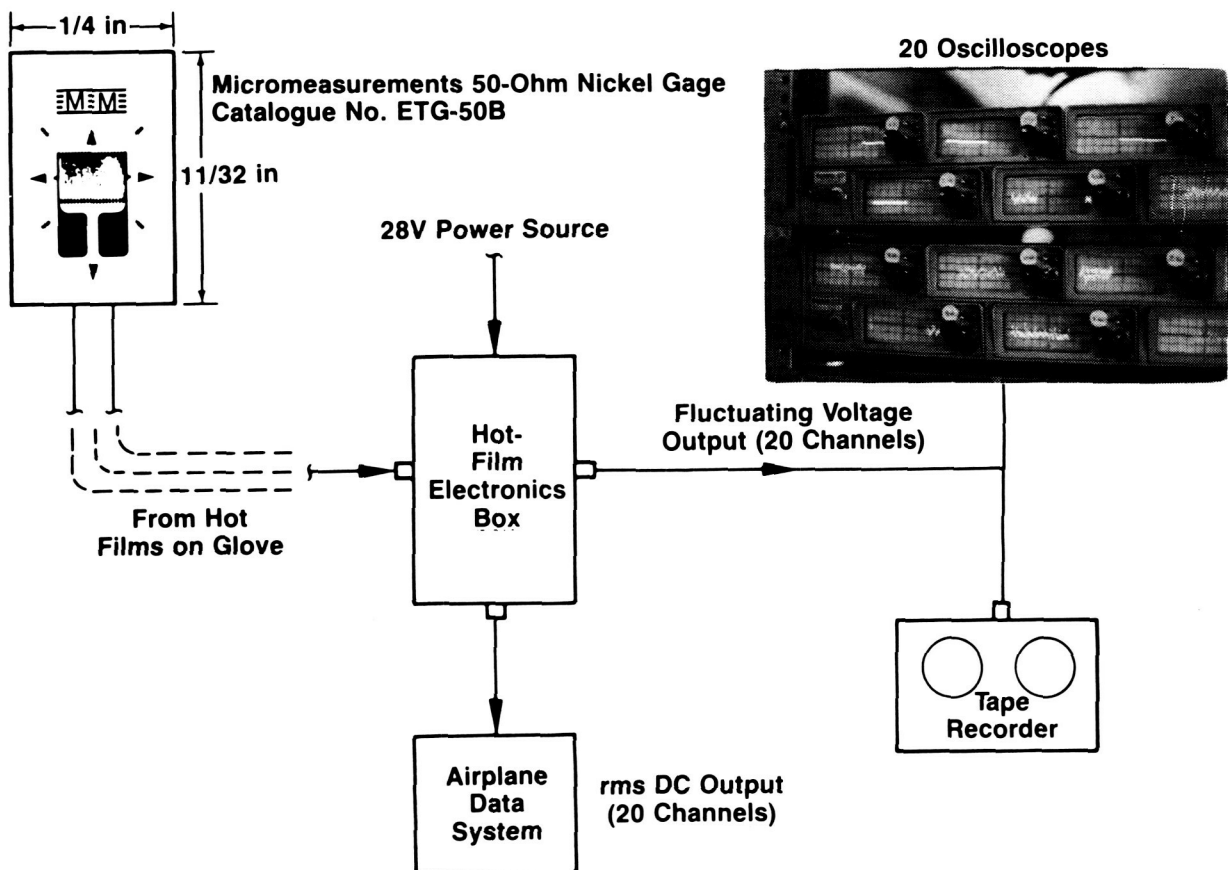 1/4 in
20 Oscilloscopes
M M
Micromeasurements 50-Ohm Nickel Gage
Catalogue No. ETG-50B
11/32 in
28V Power Source
Fluctuating Voltage
Output (20 Channels)
Hot-
Film
Electronics
Box
From Hot
Films on Glove
Tape
Recorder
Airplane
Data
System
rms DC Output
(20 Channels)